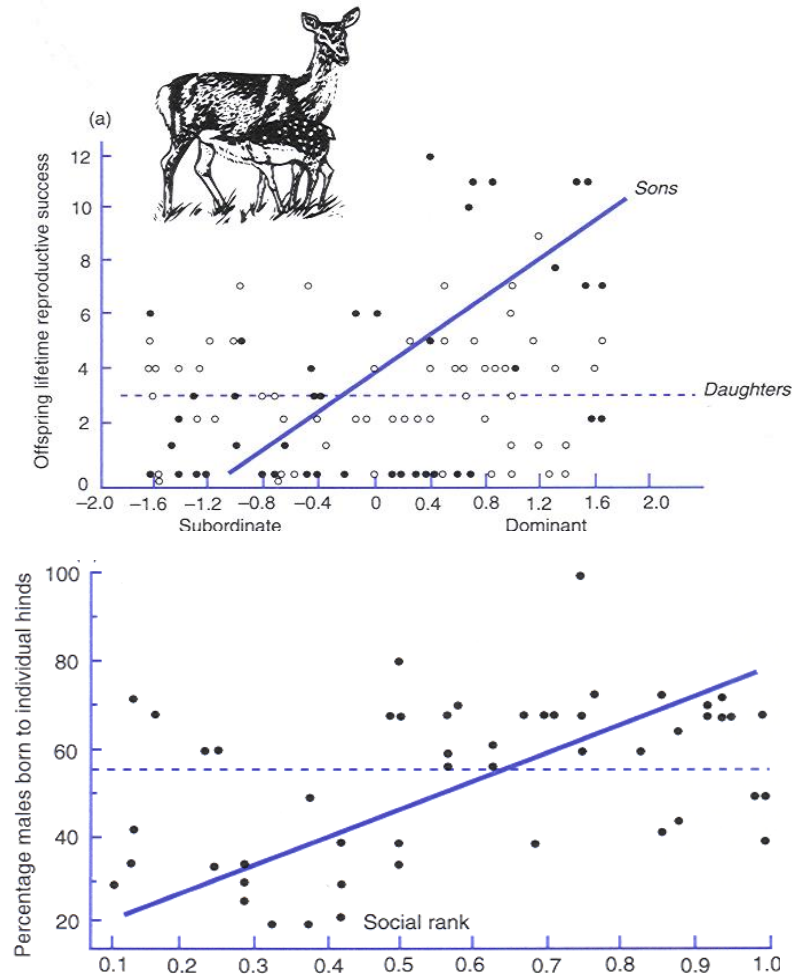 (a)
Offspring lifetime reproductive success
12
10
8
6
4
2
0
Sons
Daughters
−2.0 −1.6 −1.2 −0.8 −0.4 0 0.4 0.8 1.2 1.6 2.0
Subordinate Dominant
Percentage males born to individual hinds
100
80
60
40
20
Social rank
0.1 0.2 0.3 0.4 0.5 0.6 0.7 0.8 0.9 1.0